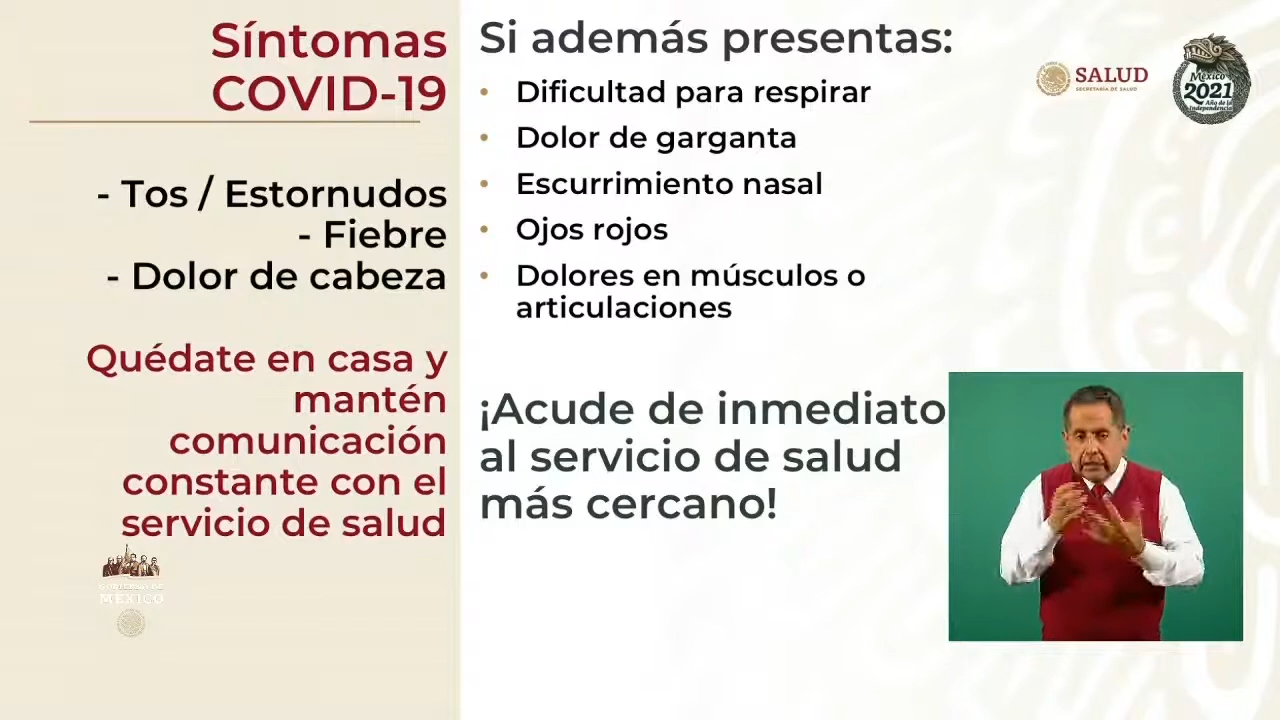 Síntomas
COVID-19
- Tos / Estornudos
- Fiebre
- Dolor de cabeza
Quédate en casa y
mantén
comunicación
constante con el
servicio de salud
GOBIERNO DE
MÉXICO
Si además presentas:
• Dificultad para respirar
• Dolor de garganta
• Escurrimiento nasal
• Ojos rojos
• Dolores en músculos o
articulaciones
¡Acude de inmediato
al servicio de salud
más cercano!
SALUD
SECRETARÍA DE SALUD
México
2021
Año de la
Independencia